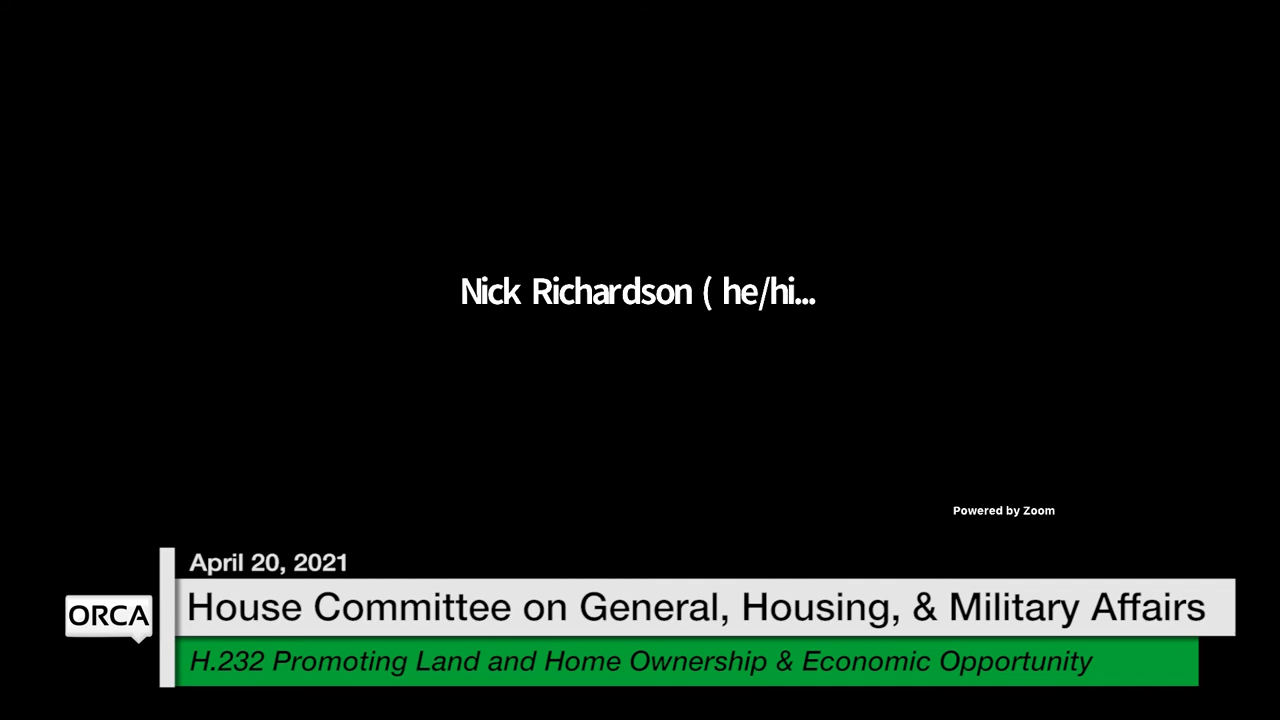 Nick Richardson ( he/hi...
Powered by Zoom
April 20, 2021
House Committee on General, Housing, & Military Affairs
ORCA
H.232 Promoting Land and Home Ownership & Economic Opportunity